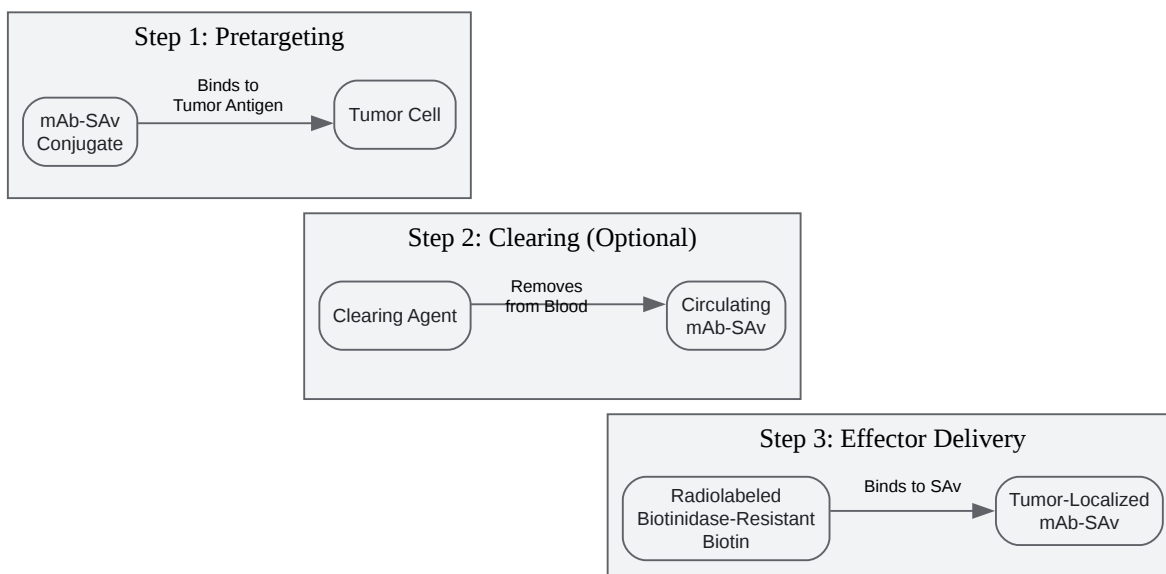 Step 1: Pretargeting
mAb-SAv
Conjugate
Binds to
Tumor Antigen
Tumor Cell
Step 2: Clearing (Optional)
Clearing Agent
Removes
from Blood
Circulating
mAb-SAv
Step 3: Effector Delivery
Radiolabeled
Biotinidase-Resistant
Biotin
Binds to SAv
Tumor-Localized
mAb-SAv